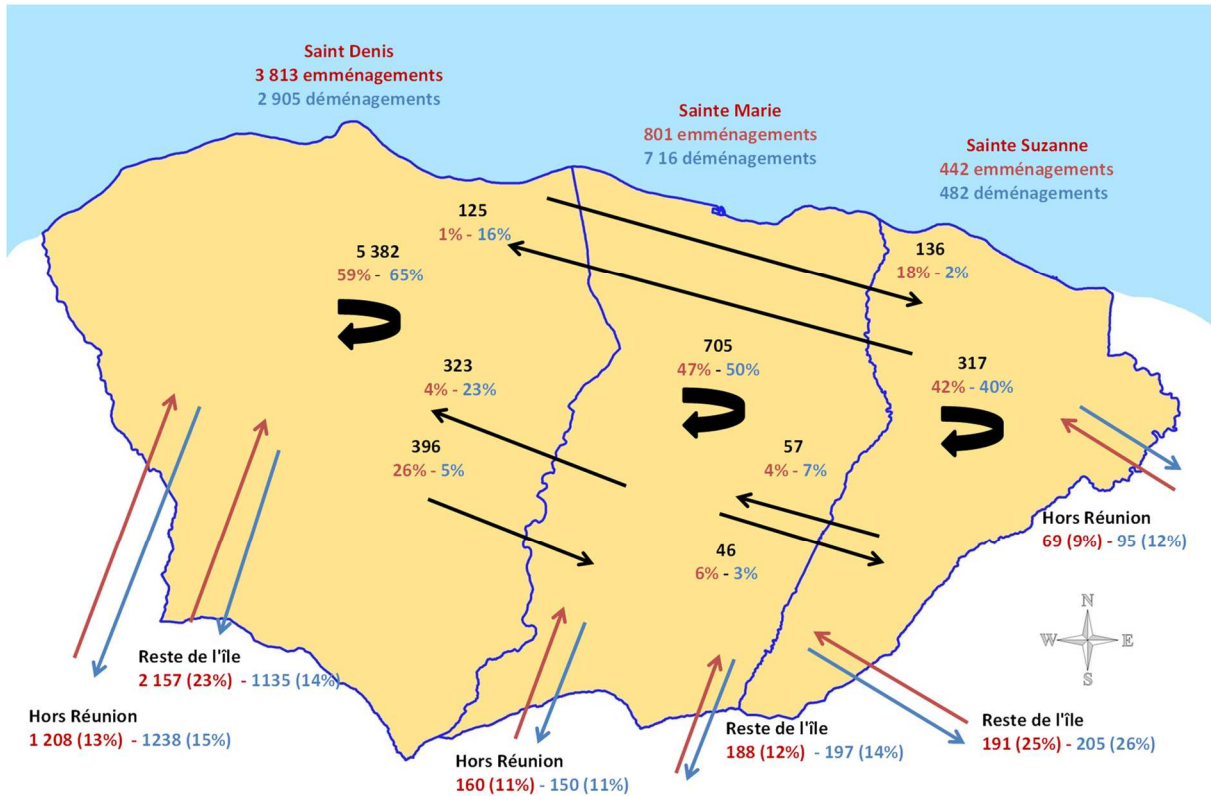 Saint Denis
3 813 emménagements
2 905 déménagements
Sainte Marie
801 emménagements
7 16 déménagements
Sainte Suzanne
442 emménagements
482 déménagements
125
1% - 16%
5 382
59% - 65%
136
18% - 2%
705
47% - 50%
323
4% - 23%
317
42% - 40%
396
26% - 5%
57
4% - 7%
46
6% - 3%
Hors Réunion
69 (9%) - 95 (12%)
N
W E
S
Reste de l'île
2 157 (23%) - 1135 (14%)
Hors Réunion
1 208 (13%) - 1238 (15%)
Hors Réunion
160 (11%) - 150 (11%)
Reste de l'île
188 (12%) - 197 (14%)
Reste de l'île
191 (25%) - 205 (26%)